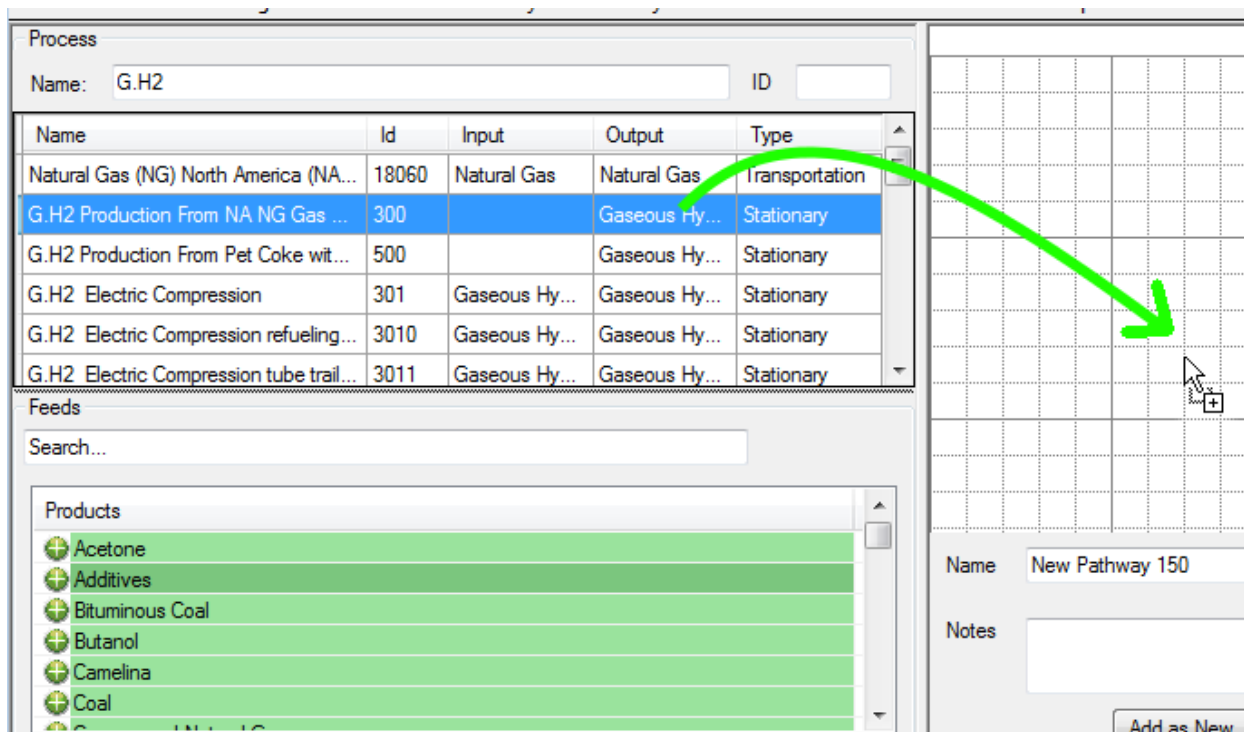 Process
Name: G.H2 ID
Name Id Input Output Type
Natural Gas (NG) North America (NA... 18060 Natural Gas Natural Gas Transportation
G.H2 Production From NA NG Gas ... 300 Gaseous Hy... Stationary
G.H2 Production From Pet Coke wit... 500 Gaseous Hy... Stationary
G.H2 Electric Compression 301 Gaseous Hy... Gaseous Hy... Stationary
G.H2 Electric Compression refueling... 3010 Gaseous Hy... Gaseous Hy... Stationary
G.H2 Electric Compression tube trail... 3011 Gaseous Hy... Gaseous Hy... Stationary
Feeds
Search...
Products
Acetone
Additives
Bituminous Coal
Butanol
Camelina
Coal
Name New Pathway 150
Notes
Add as New